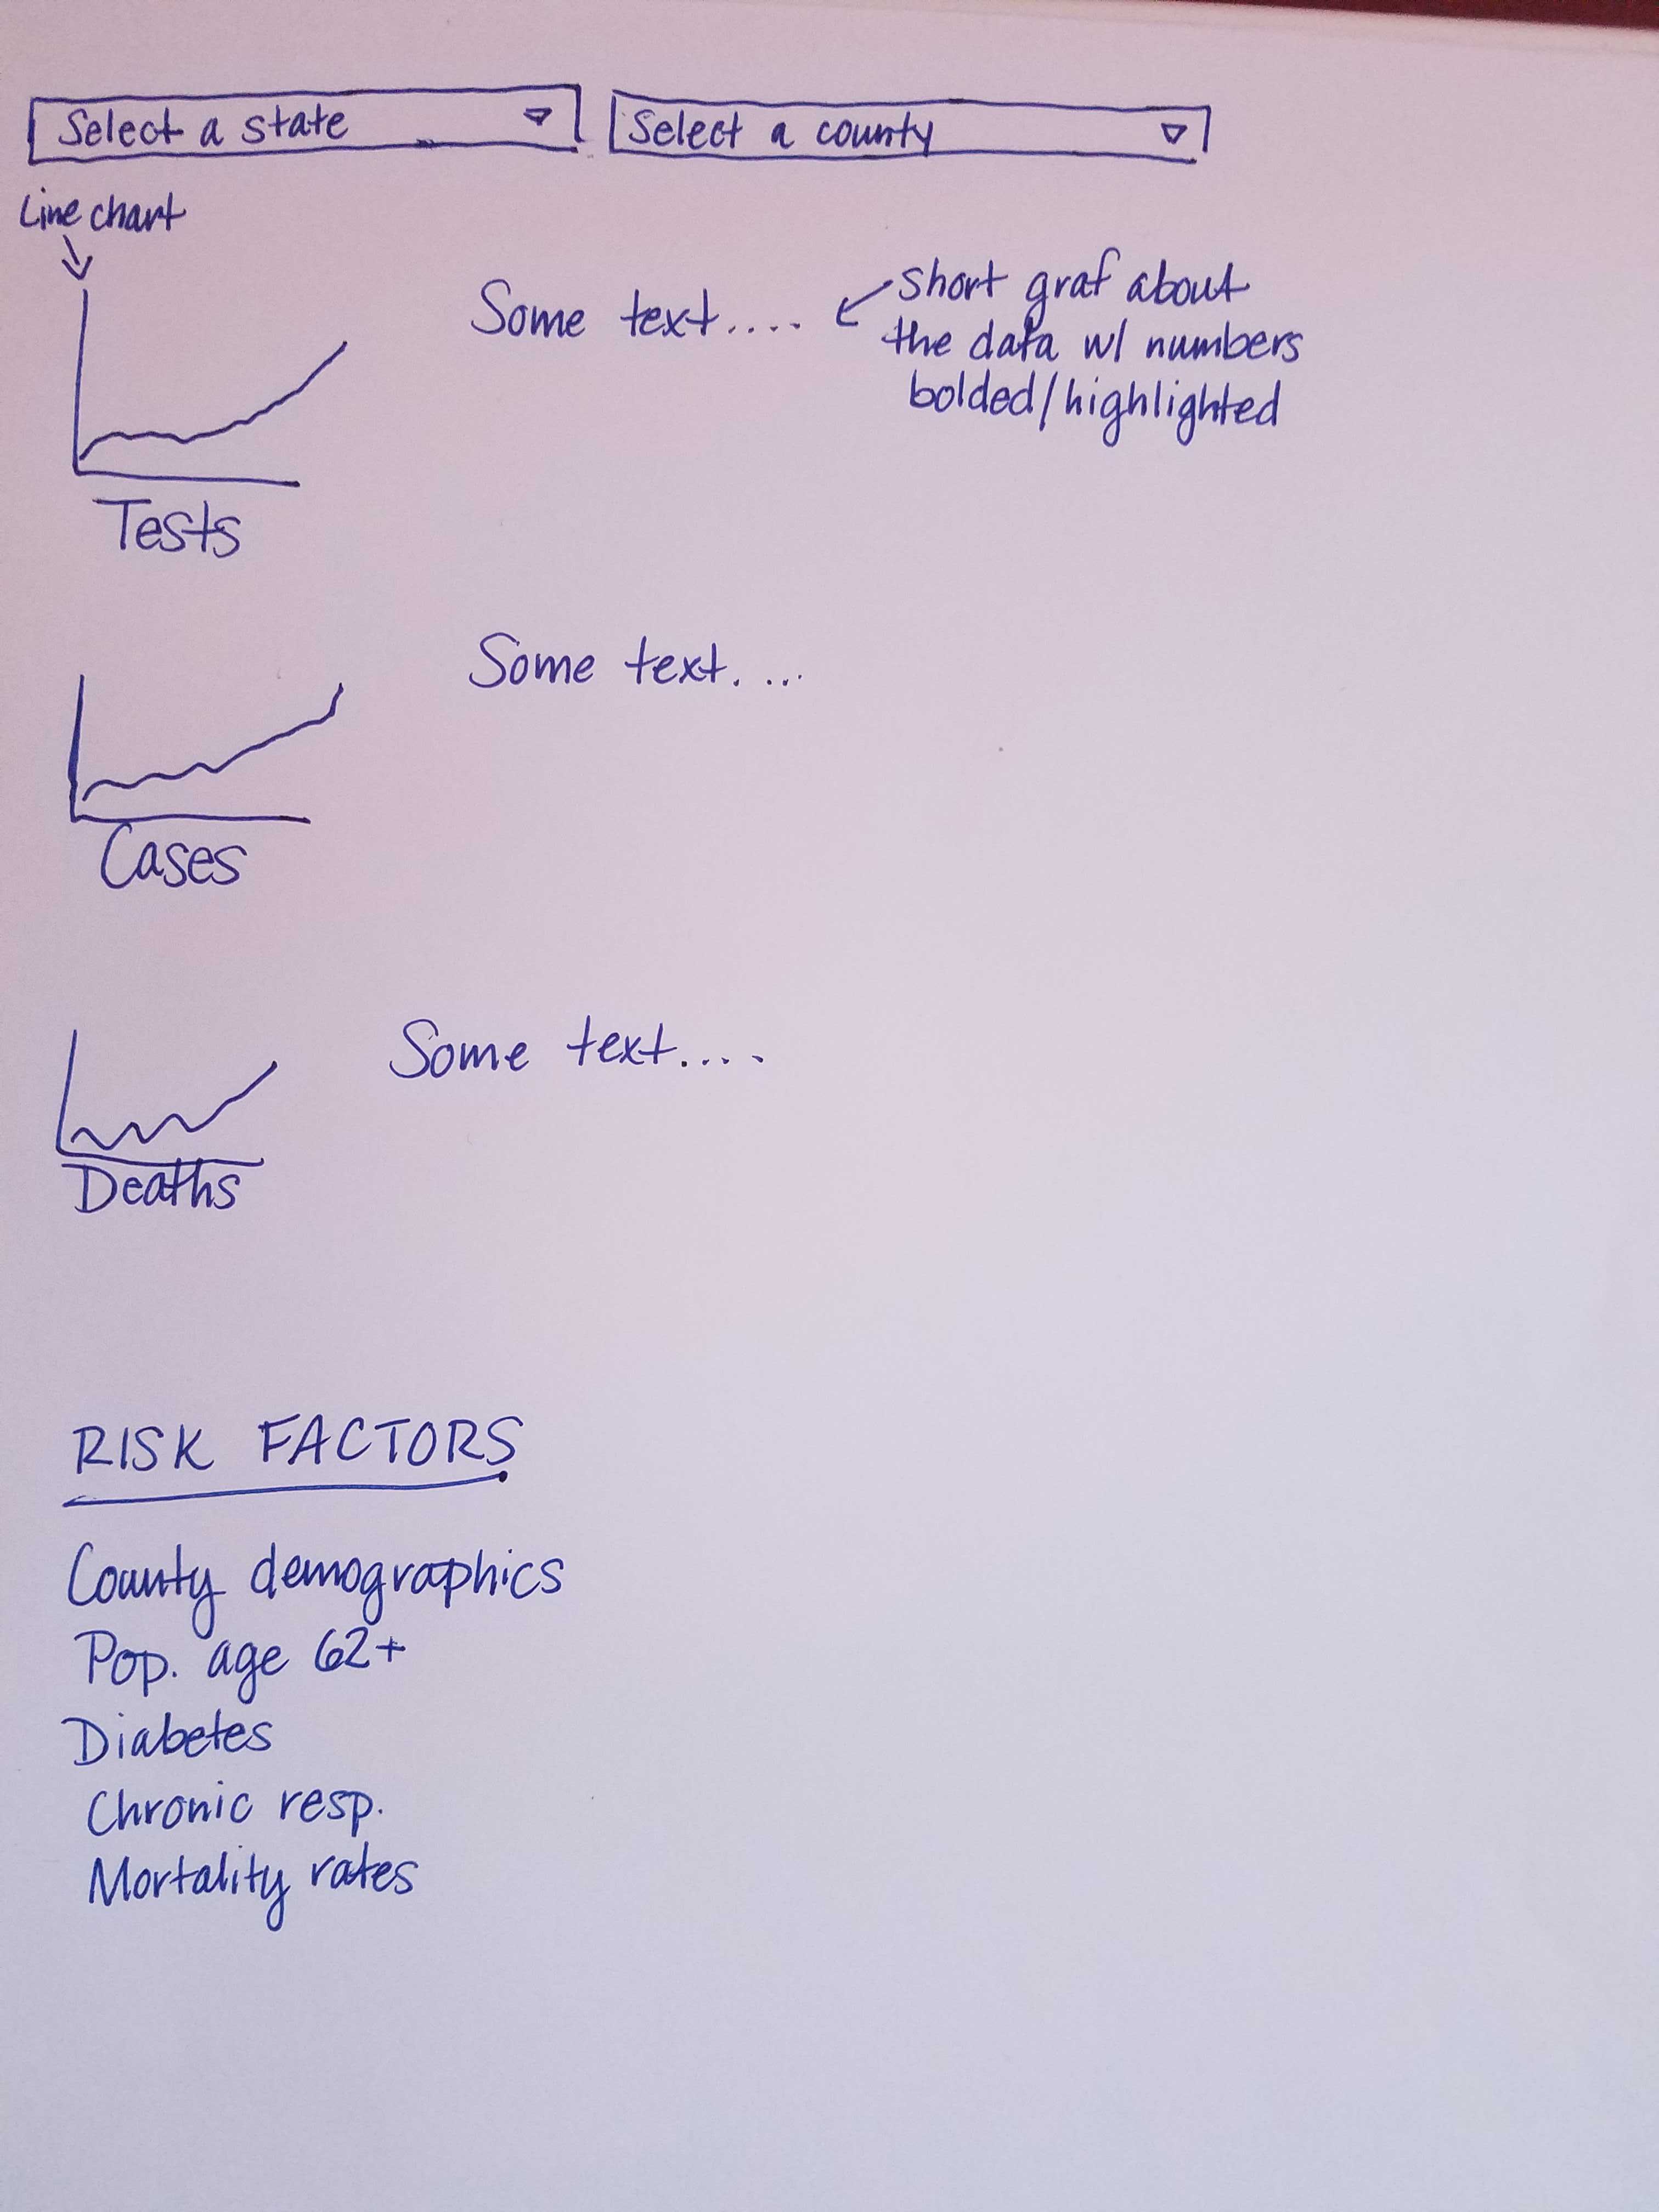 Select a state
Select a county
Line chart
Some text....
short graf about
the data w/ numbers
bolded/highlighted
Tests
Some text....
Cases
Some text....
Deaths
RISK FACTORS
County demographics
Pop. age 62+
Diabetes
Chronic resp.
Mortality rates